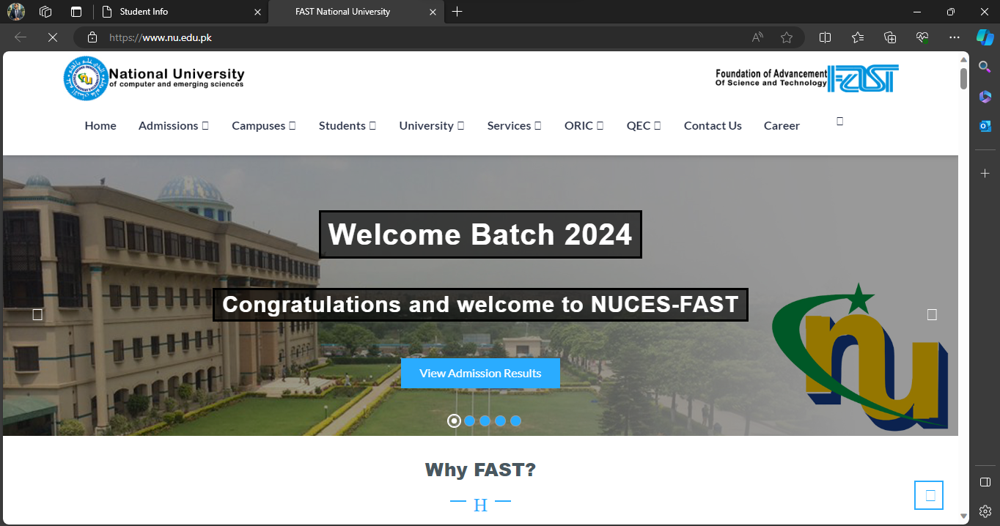 Student Info
FAST National University
https://www.nu.edu.pk
National University
of computer and emerging sciences
Foundation of Advancement
Of Science and Technology
FAST
Home
Admissions
Campuses
Students
University
Services
ORIC
QEC
Contact Us
Career
Welcome Batch 2024
Congratulations and welcome to NUCES-FAST
View Admission Results
nu
Why FAST?
H